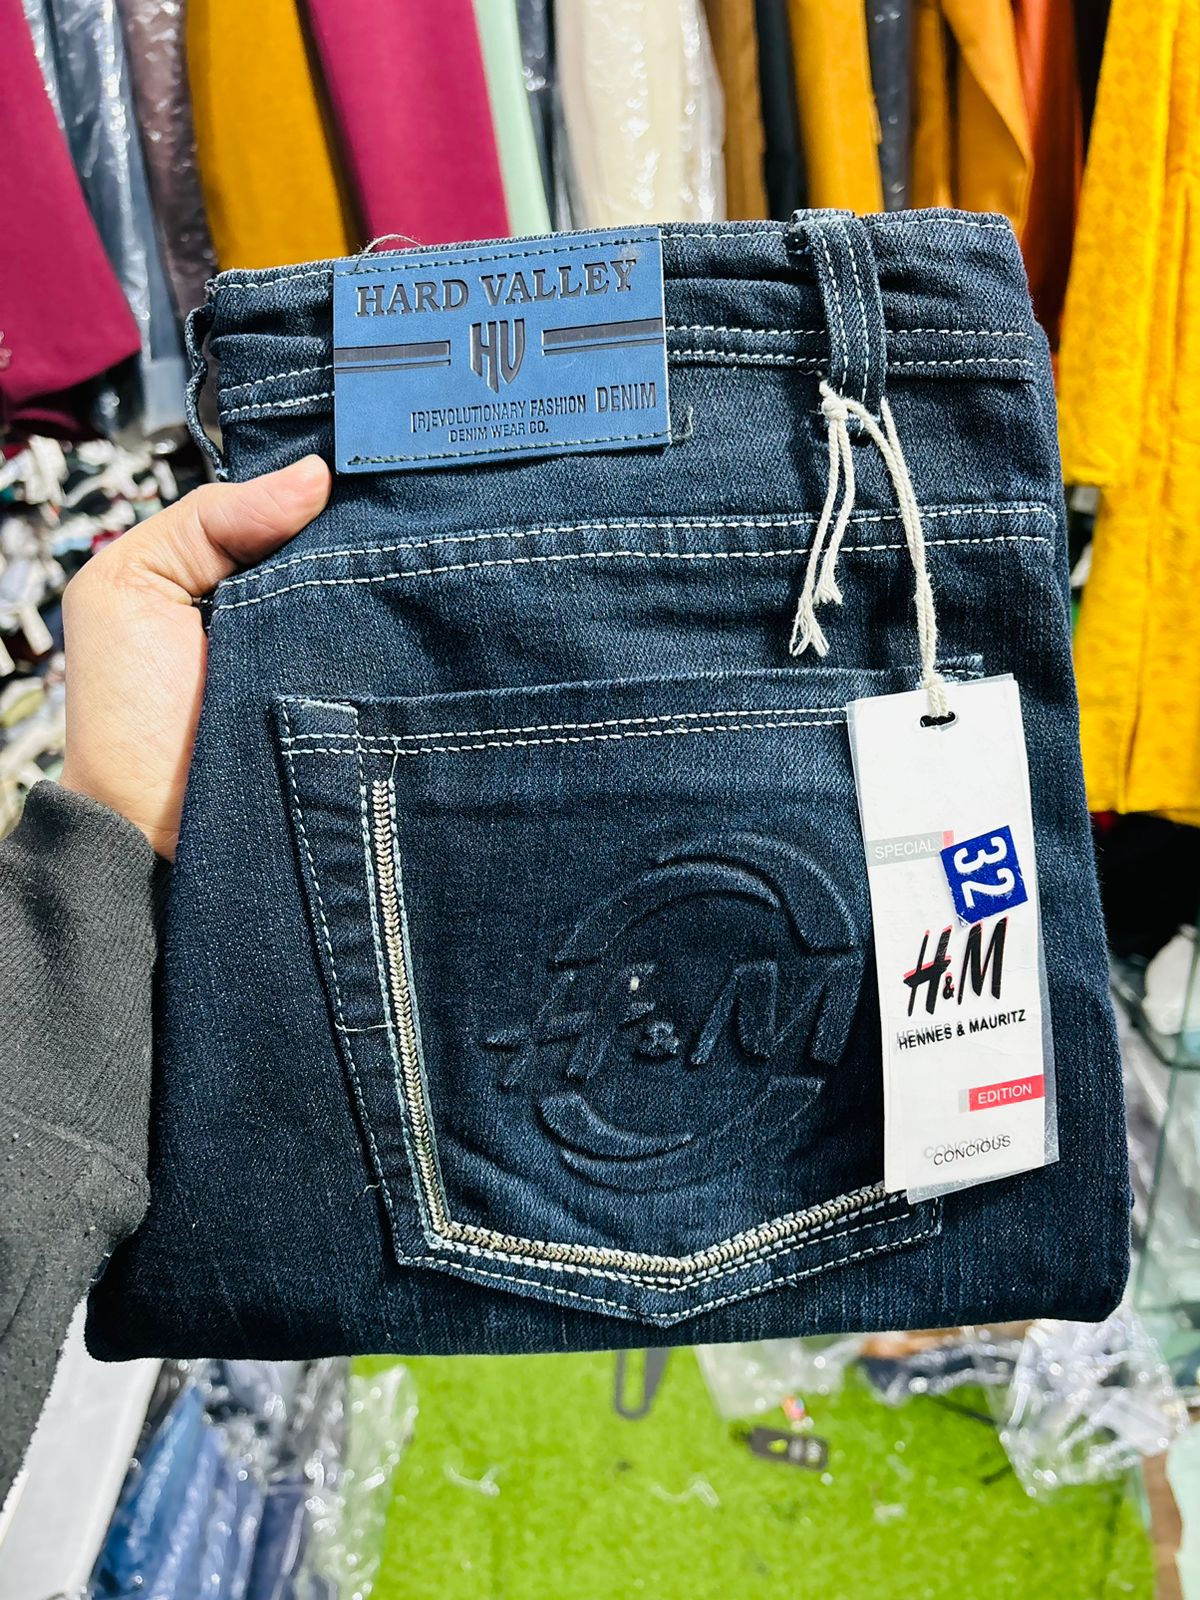 HARD VALLEY
HV
[R]EVOLUTIONARY FASHION DENIM
DENIM WEAR CO.
SPECIAL
32
H&M
HENNES & MAURITZ
EDITION
CONCIOUS
H&M